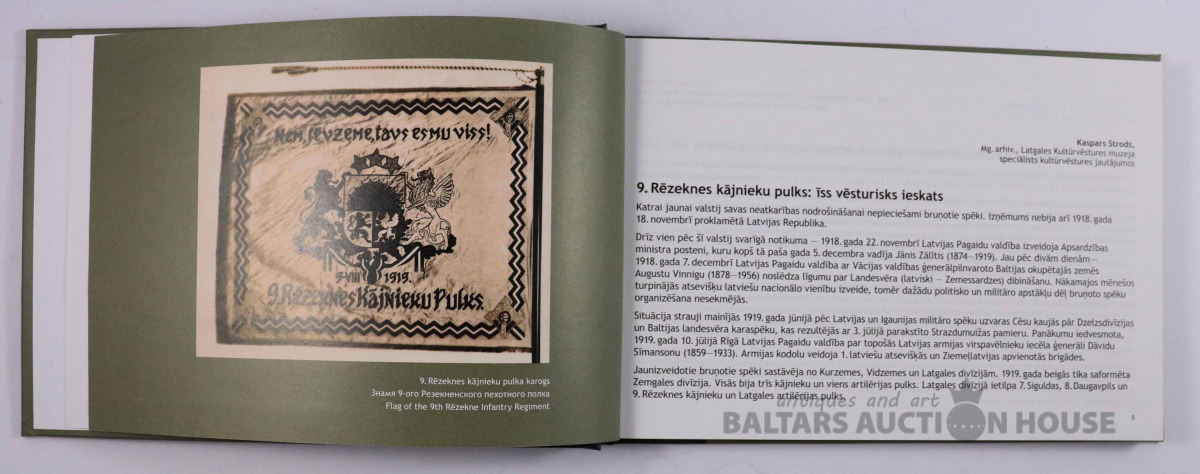 Ņem, Tēvzeme, tavs esmu viss!
9-VIII 1919.
9. Rēzeknes Kājnieku Pulks
9. Rēzeknes kājnieku pulka karogs
Знамя 9-ого Резекненского пехотного полка
Flag of the 9th Rēzekne Infantry Regiment
Kaspars Strods,
Mg. arhiv., Latgales Kultūrvēstures muzeja
speciālists kultūrvēstures jautājumos
9. Rēzeknes kājnieku pulks: īss vēsturisks ieskats
Katrai jaunai valstij savas neatkarības nodrošināšanai nepieciešami bruņotie spēki. Izņēmums nebija arī 1918. gada
18. novembrī proklamētā Latvijas Republika.
Drīz vien pēc šī valstij svarīgā notikuma — 1918. gada 22. novembrī Latvijas Pagaidu valdība izveidoja Apsardzības
ministra posteni, kuru kopš tā paša gada 5. decembra vadīja Jānis Zālītis (1874—1919). Jau pēc divām dienām—
1918. gada 7. decembrī Latvijas Pagaidu valdība ar Vācijas valdības ģenerālpilnvaroto Baltijas okupētajās zemēs
Augustu Vinnigu (1878—1956) noslēdza līgumu par Landesvēra (latviski — Zemessardzes) dibināšanu. Nākamajos mēnešos
turpinājās atsevišķu latviešu nacionālo vienību izveide, tomēr dažādu politisko un militāro apstākļu dēļ bruņoto spēku
organizēšana nesekmējās.
Situācija strauji mainījās 1919. gada jūnijā pēc Latvijas un Igaunijas militāro spēku uzvaras Cēsu kaujās pār Dzelzsdivīzijas
un Baltijas landesvēra karaspēku, kas rezultējās ar 3. jūlijā parakstīto Strazdumuižas pamieru. Panākumu iedvesmota,
1919. gada 10. jūlijā Rīgā Latvijas Pagaidu valdība par topošās Latvijas armijas virspavēlnieku iecēla ģenerāli Dāvidu
Sīmansonu (1859—1933). Armijas kodolu veidoja 1. latviešu atsevišķās un Ziemeļlatvijas apvienotās brigādes.
Jaunizveidotie bruņotie spēki sastāvēja no Kurzemes, Vidzemes un Latgales divīzijām. 1919. gada beigās tika saformēta
Zemgales divīzija. Visās bija trīs kājnieku un viens artilērijas pulks. Latgales divīzijā ietilpa 7. Siguldas, 8. Daugavpils un
9. Rēzeknes kājnieku un Latgales artilērijas pulks.
antiques and art
BALTARS AUCTION HOUSE
5